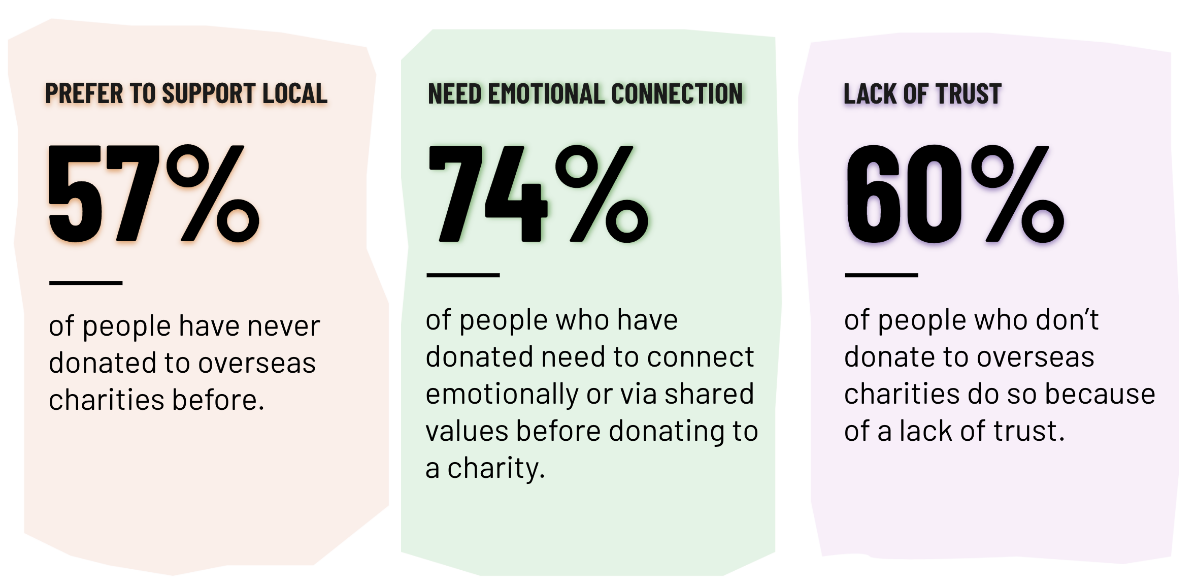 PREFER TO SUPPORT LOCAL
57%
of people have never
donated to overseas
charities before.
NEED EMOTIONAL CONNECTION
74%
of people who have
donated need to connect
emotionally or via shared
values before donating to
a charity.
LACK OF TRUST
60%
of people who don’t
donate to overseas
charities do so because
of a lack of trust.